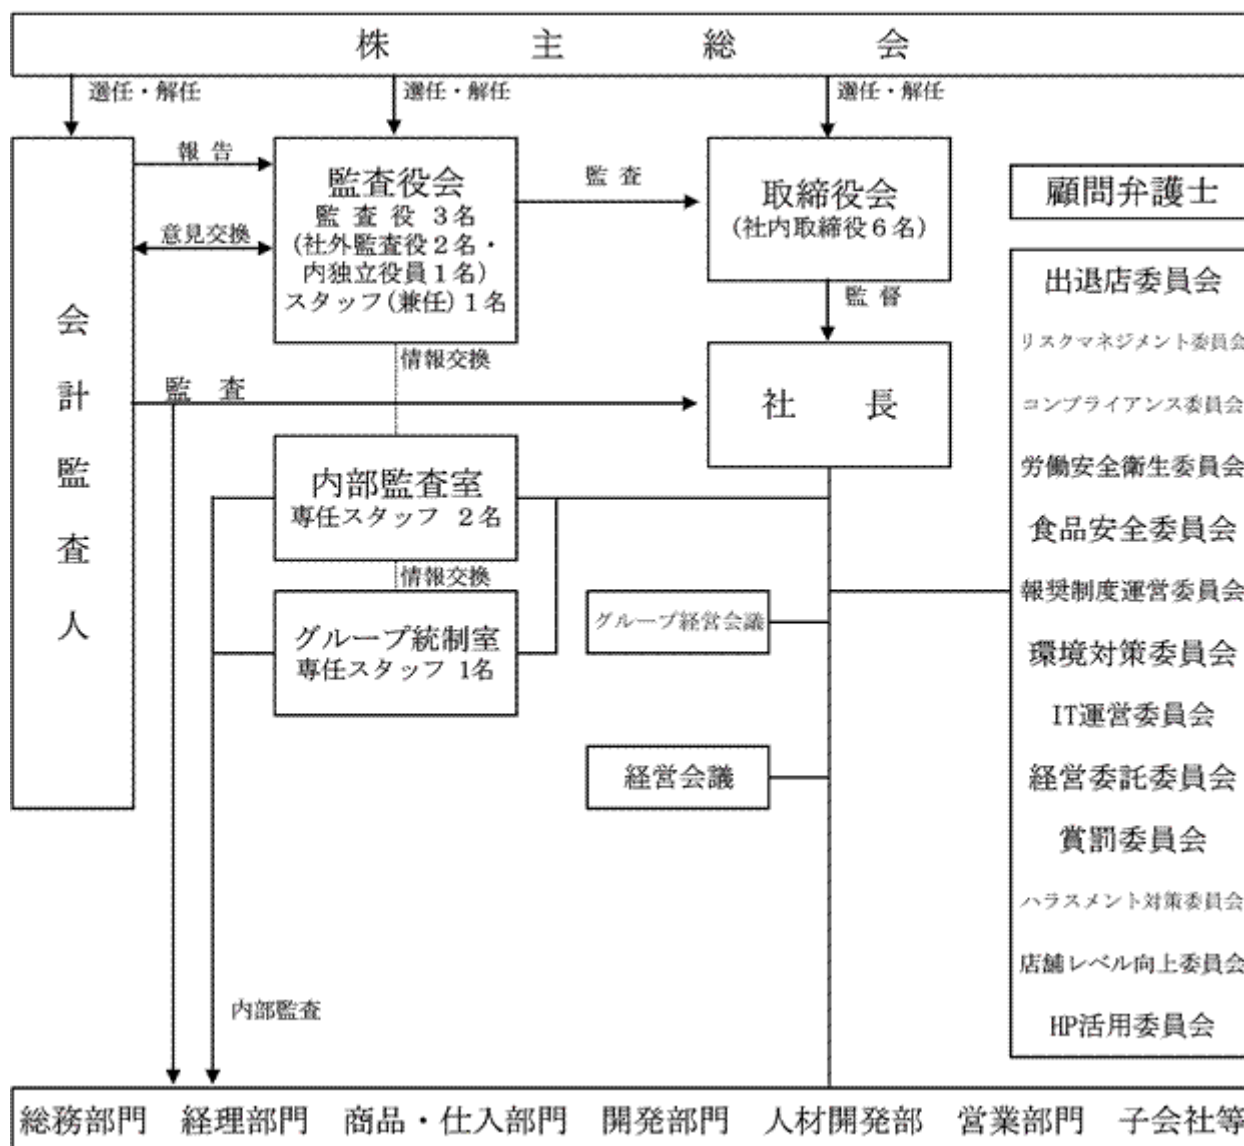 株主総会
選任・解任
選任・解任
選任・解任
会計監査人
報告
意見交換
監査役会
監査役 3名
(社外監査役2名・
内独立役員1名)
スタッフ(兼任)1名
監査
取締役会
(社内取締役6名)
監督
情報交換
監査
社長
内部監査室
専任スタッフ 2名
情報交換
グループ統制室
専任スタッフ 1名
グループ経営会議
経営会議
内部監査
顧問弁護士
出退店委員会
リスクマネジメント委員会
コンプライアンス委員会
労働安全衛生委員会
食品安全委員会
報奨制度運営委員会
環境対策委員会
IT運営委員会
経営委託委員会
賞罰委員会
ハラスメント対策委員会
店舗レベル向上委員会
HP活用委員会
総務部門 経理部門 商品・仕入部門 開発部門 人材開発部 営業部門 子会社等